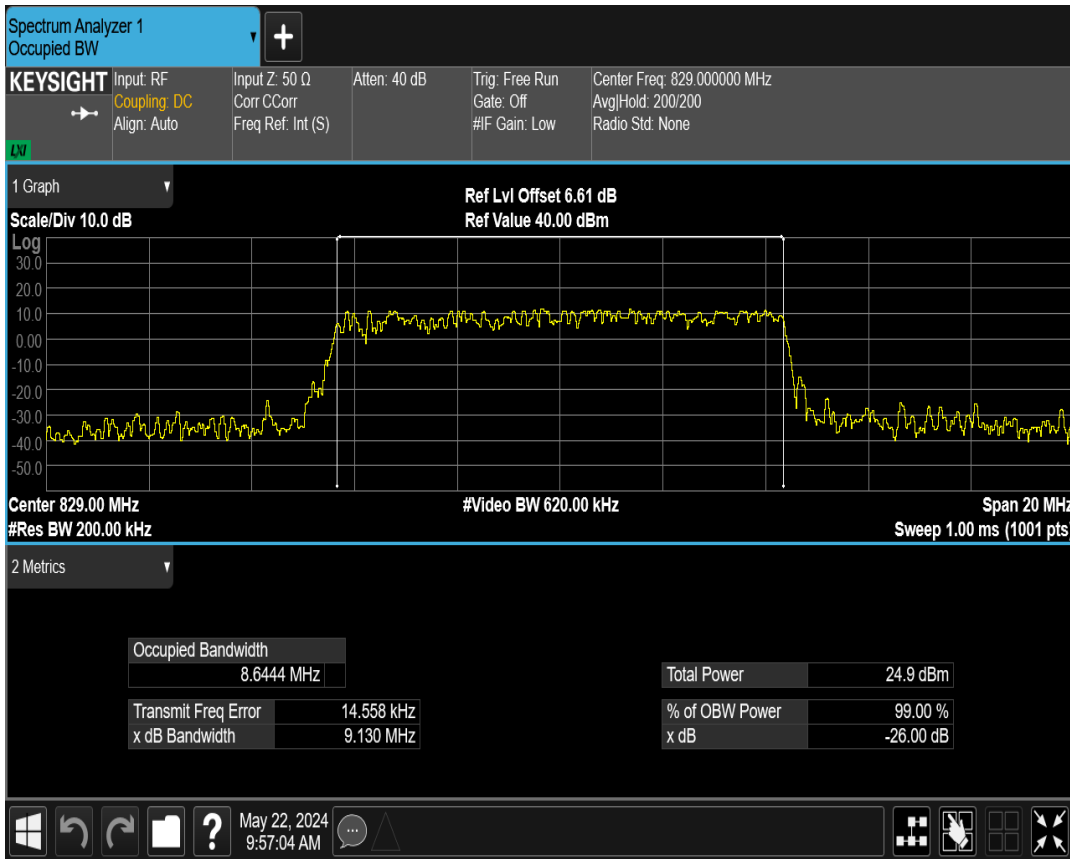 Spectrum Analyzer 1
Occupied BW
+
KEYSIGHT
LXI
Input: RF
Coupling: DC
Align: Auto
Input Z: 50 Ω
Corr CCorr
Freq Ref: Int (S)
Atten: 40 dB
Trig: Free Run
Gate: Off
#IF Gain: Low
Center Freq: 829.000000 MHz
Avg|Hold: 200/200
Radio Std: None
1 Graph
Scale/Div 10.0 dB
Ref Lvl Offset 6.61 dB
Ref Value 40.00 dBm
Log
30.0
20.0
10.0
0.00
-10.0
-20.0
-30.0
-40.0
-50.0
Center 829.00 MHz
#Video BW 620.00 kHz
Span 20 MHz
#Res BW 200.00 kHz
Sweep 1.00 ms (1001 pts)
2 Metrics
Occupied Bandwidth
8.6444 MHz
Total Power 24.9 dBm
Transmit Freq Error 14.558 kHz
% of OBW Power 99.00 %
x dB Bandwidth 9.130 MHz
x dB -26.00 dB
?
May 22, 2024
9:57:04 AM